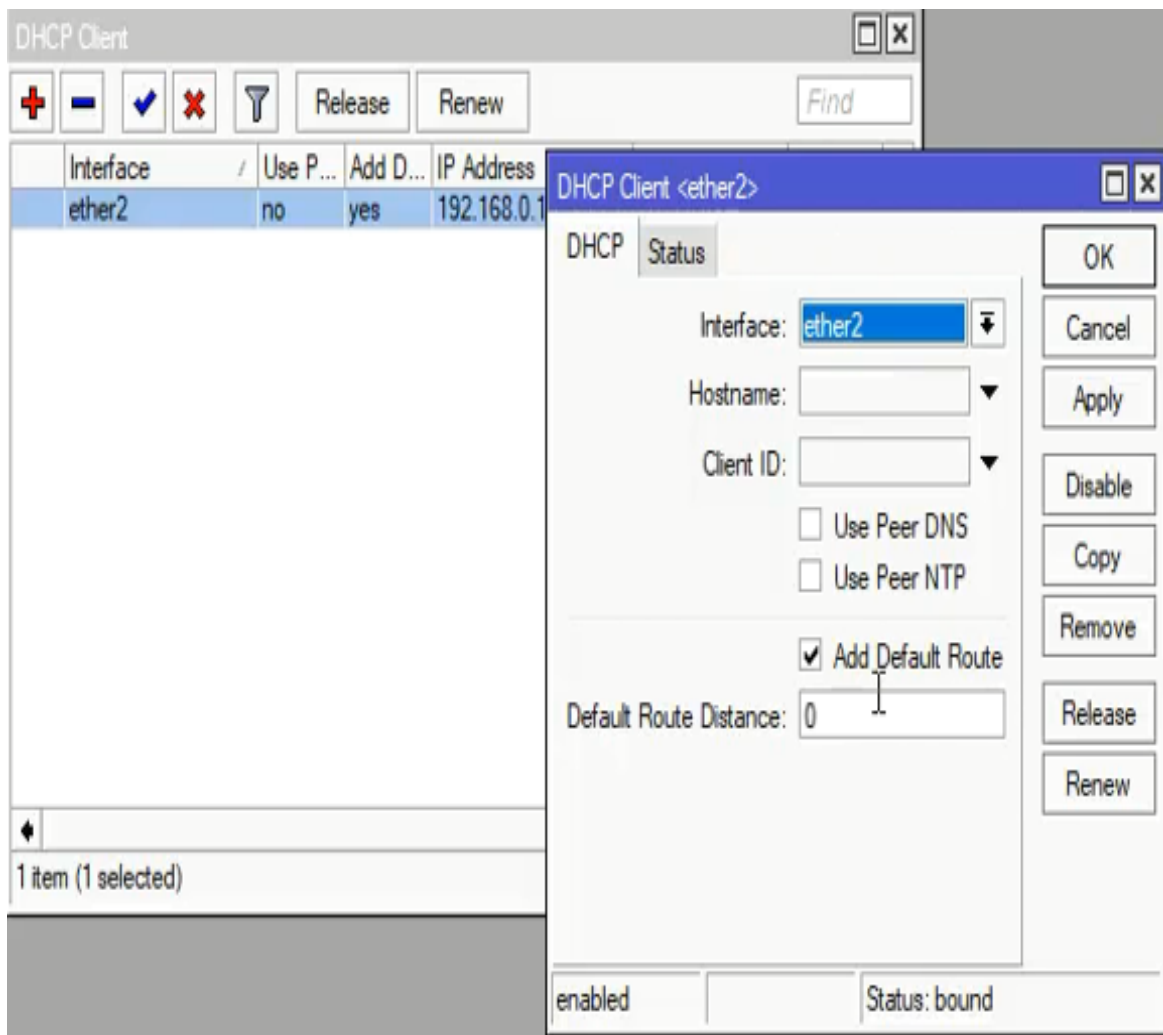 DHCP Client
Release Renew Find
Interface / Use P... Add D... IP Address
ether2 no yes 192.168.0.1
1 item (1 selected)
DHCP Client <ether2>
DHCP Status
Interface: ether2
Hostname:
Client ID:
Use Peer DNS
Use Peer NTP
Add Default Route
Default Route Distance: 0
OK
Cancel
Apply
Disable
Copy
Remove
Release
Renew
enabled Status: bound